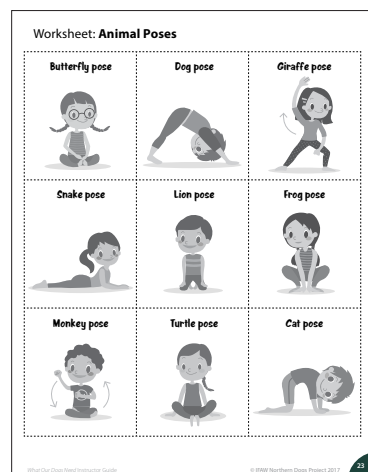 Worksheet: Animal Poses
Butterfly pose
Dog pose
Giraffe pose
Snake pose
Lion pose
Frog pose
Monkey pose
Turtle pose
Cat pose
What Our Dogs Need Instructor Guide
© IFAW Northern Dogs Project 2017
23